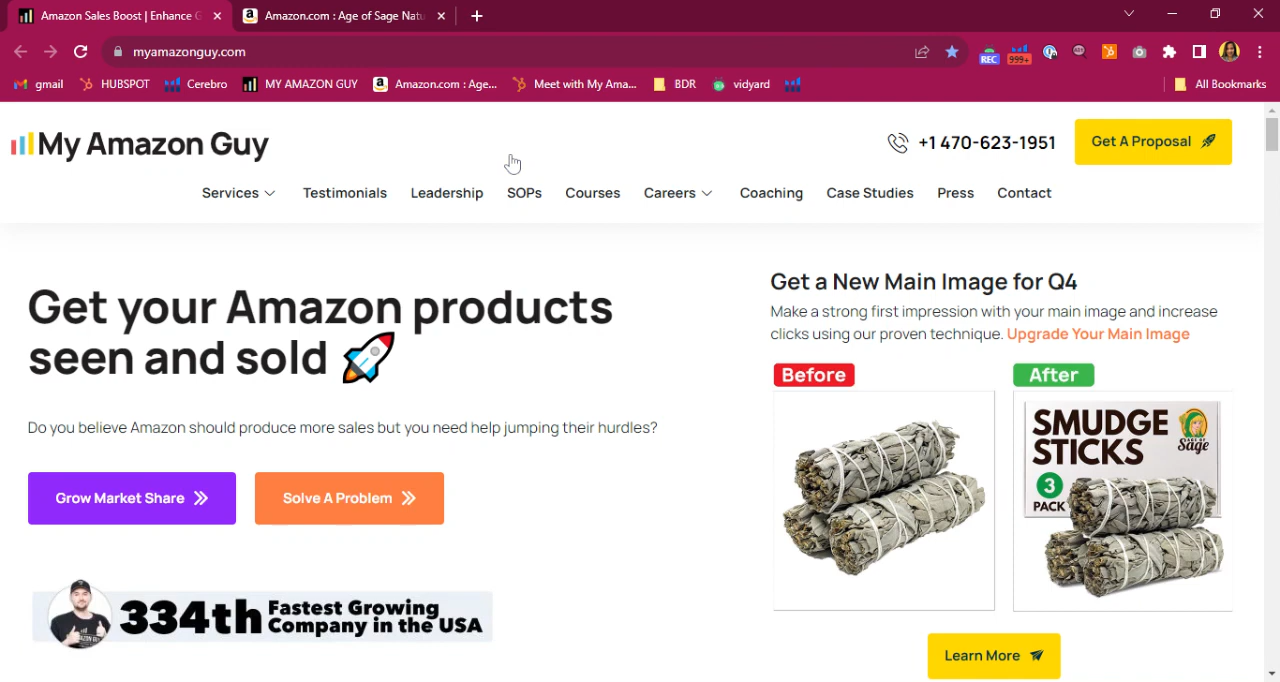 Amazon Sales Boost | Enhance G
Amazon.com : Age of Sage Natu
myamazonguy.com
REC
999+
gmail
HUBSPOT
Cerebro
MY AMAZON GUY
Amazon.com : Age...
Meet with My Ama...
BDR
vidyard
All Bookmarks
My Amazon Guy
+1 470-623-1951
Get A Proposal
Services
Testimonials
Leadership
SOPs
Courses
Careers
Coaching
Case Studies
Press
Contact
Get your Amazon products
seen and sold
Do you believe Amazon should produce more sales but you need help jumping their hurdles?
Grow Market Share
Solve A Problem
334th
Fastest Growing
Company in the USA
Get a New Main Image for Q4
Make a strong first impression with your main image and increase
clicks using our proven technique. Upgrade Your Main Image
Before
After
SMUDGE
STICKS
AGE OF
Sage
3
PACK
Learn More